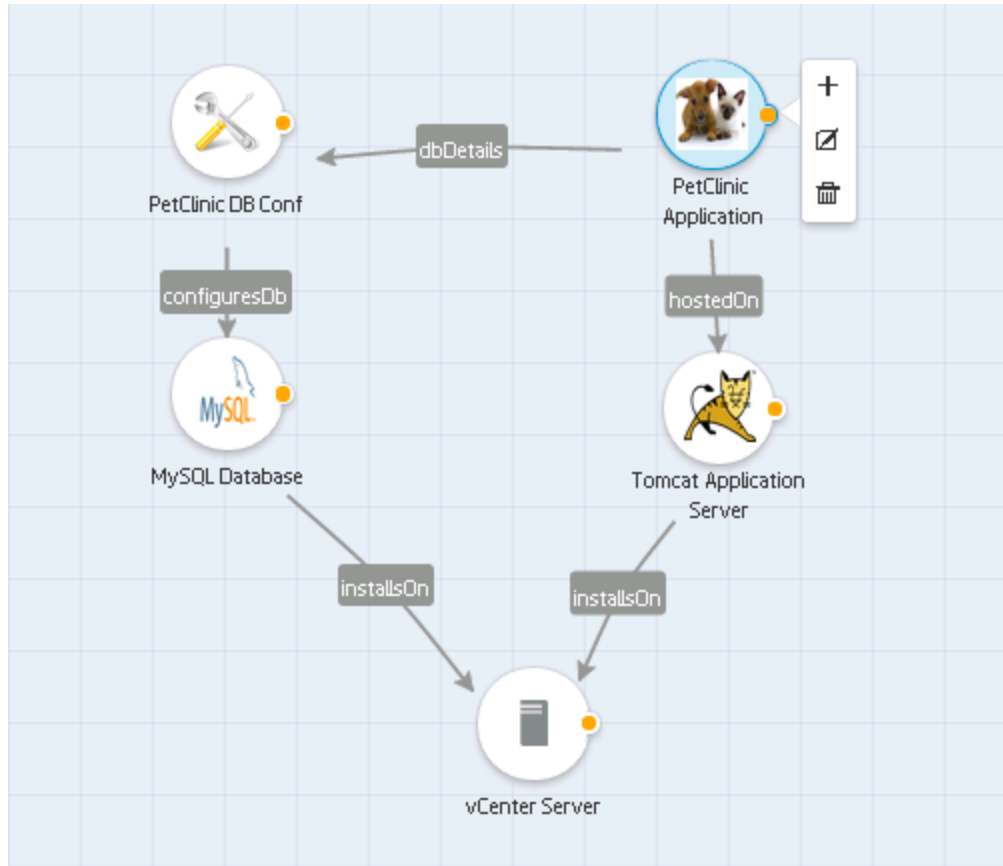 dbDetails
PetClinic DB Conf
PetClinic
Application
configuresDb
hostedOn
MySQL
MySQL Database
Tomcat Application
Server
installsOn
installsOn
vCenter Server